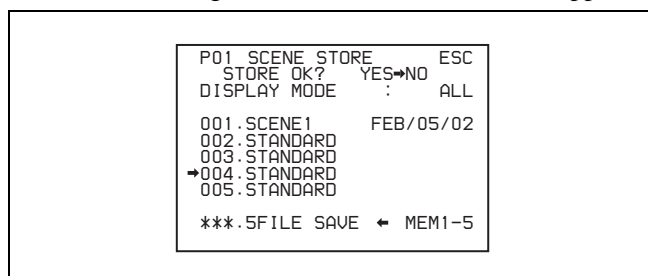 P01 SCENE STORE ESC
STORE OK? YES➡NO
DISPLAY MODE : ALL
001.SCENE1 FEB/05/02
002.STANDARD
003.STANDARD
➡004.STANDARD
005.STANDARD
***.5FILE SAVE ⬅ MEM1-5